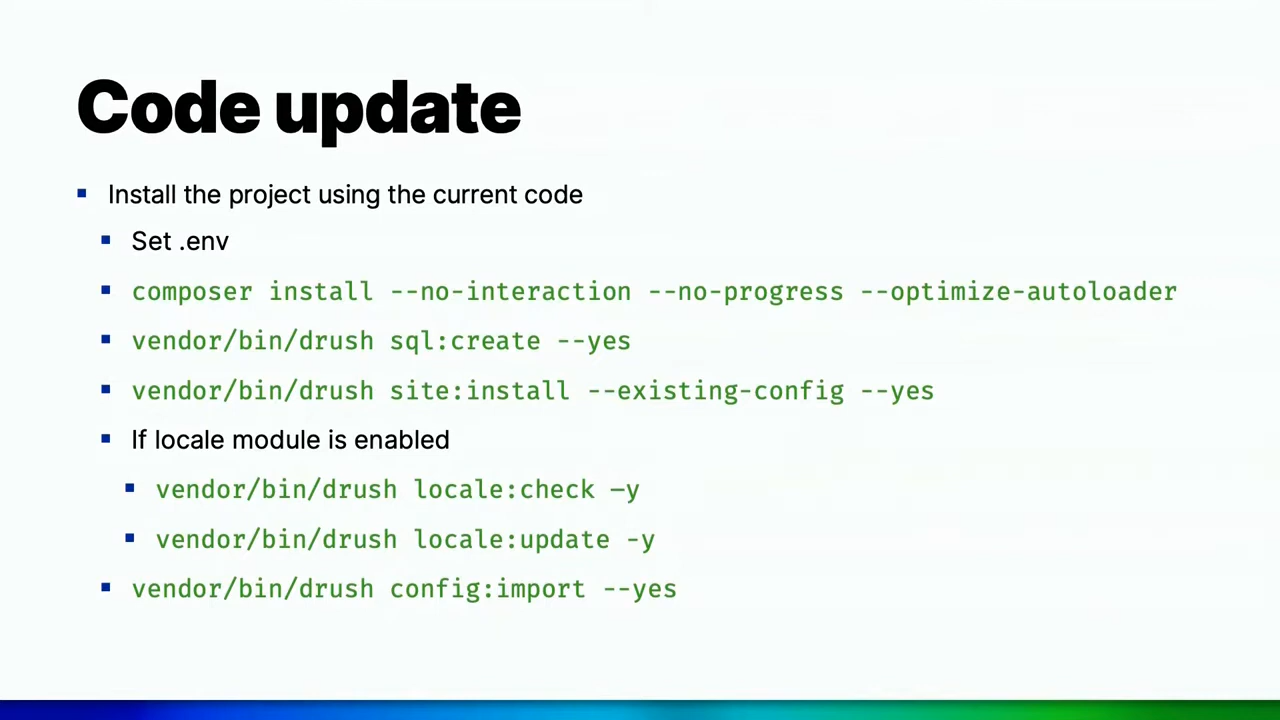 Code update
Install the project using the current code
Set .env
composer install --no-interaction --no-progress --optimize-autoloader
vendor/bin/drush sql:create --yes
vendor/bin/drush site:install --existing-config --yes
If locale module is enabled
vendor/bin/drush locale:check –y
vendor/bin/drush locale:update -y
vendor/bin/drush config:import --yes